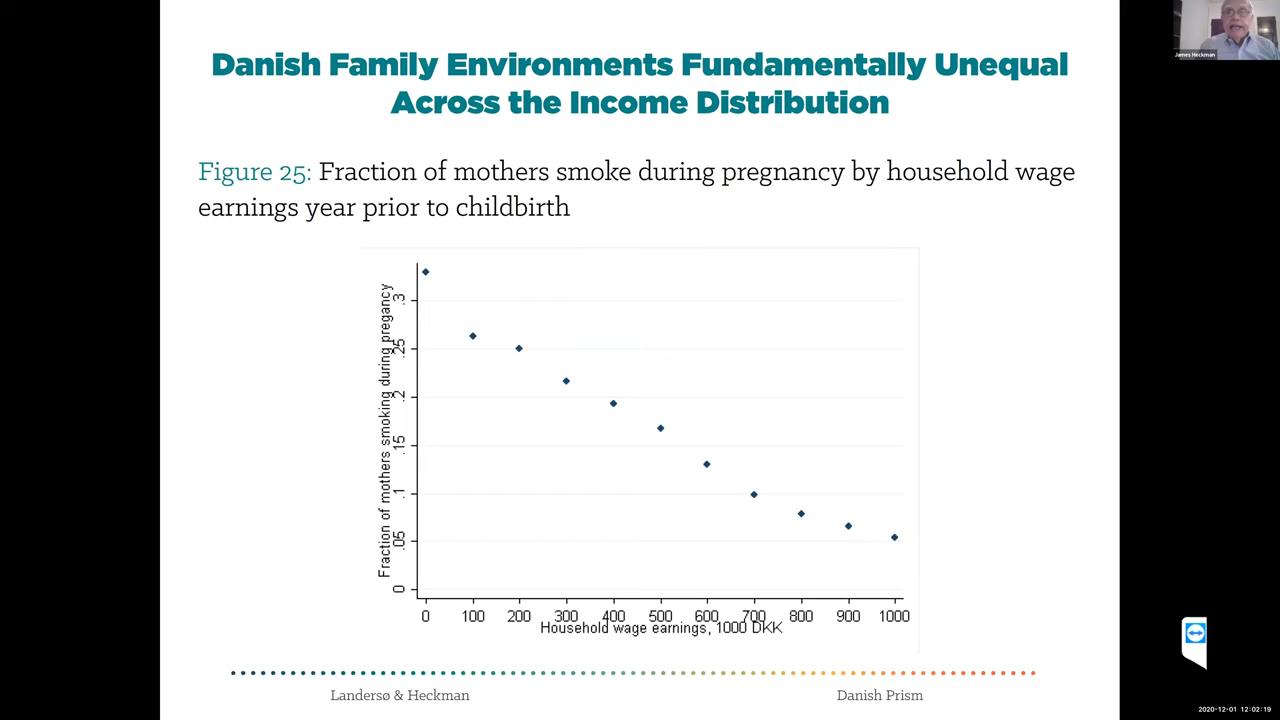 James Heckman
Danish Family Environments Fundamentally Unequal
Across the Income Distribution
Figure 25: Fraction of mothers smoke during pregnancy by household wage
earnings year prior to childbirth
Fraction of mothers smoking during pregancy
.3
.25
.2
.15
.1
.05
0
0 100 200 300 400 500 600 700 800 900 1000
Household wage earnings, 1000 DKK
Landersø & Heckman
Danish Prism
2020-12-01 12:02:19